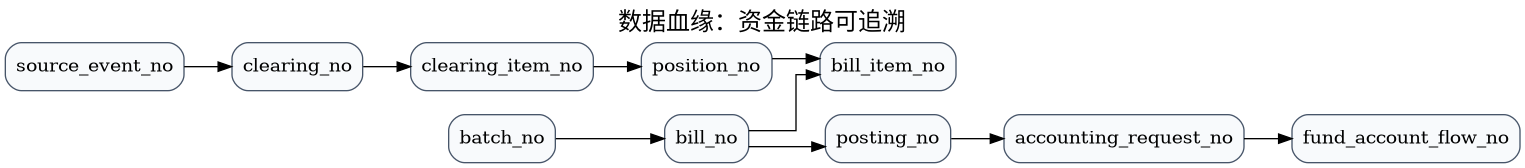 数据血缘：资金链路可追溯
source_event_no
clearing_no
clearing_item_no
position_no
bill_item_no
batch_no
bill_no
posting_no
accounting_request_no
fund_account_flow_no